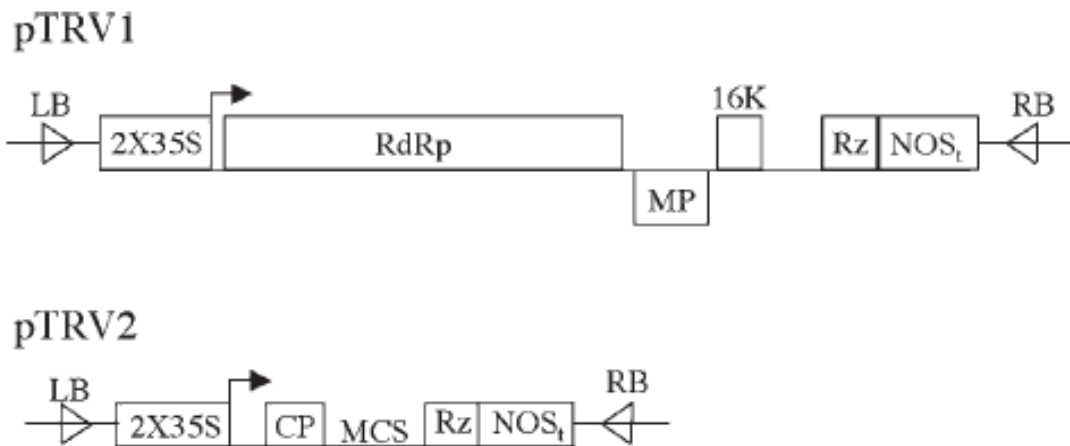 pTRV1
LB 2X35S RdRp MP 16K Rz NOSt RB
pTRV2
LB 2X35S CP MCS Rz NOSt RB